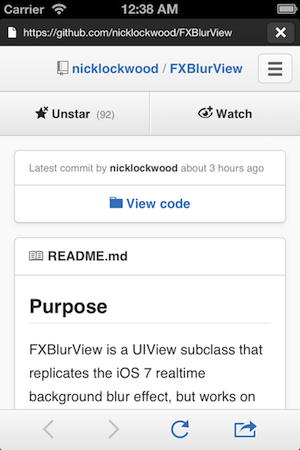 Carrier 12:38 AM
https://github.com/nicklockwood/FXBlurView
nicklockwood / FXBlurView
Unstar (92) Watch
Latest commit by nicklockwood about 3 hours ago
View code
README.md
Purpose
FXBlurView is a UIView subclass that
replicates the iOS 7 realtime
background blur effect, but works on